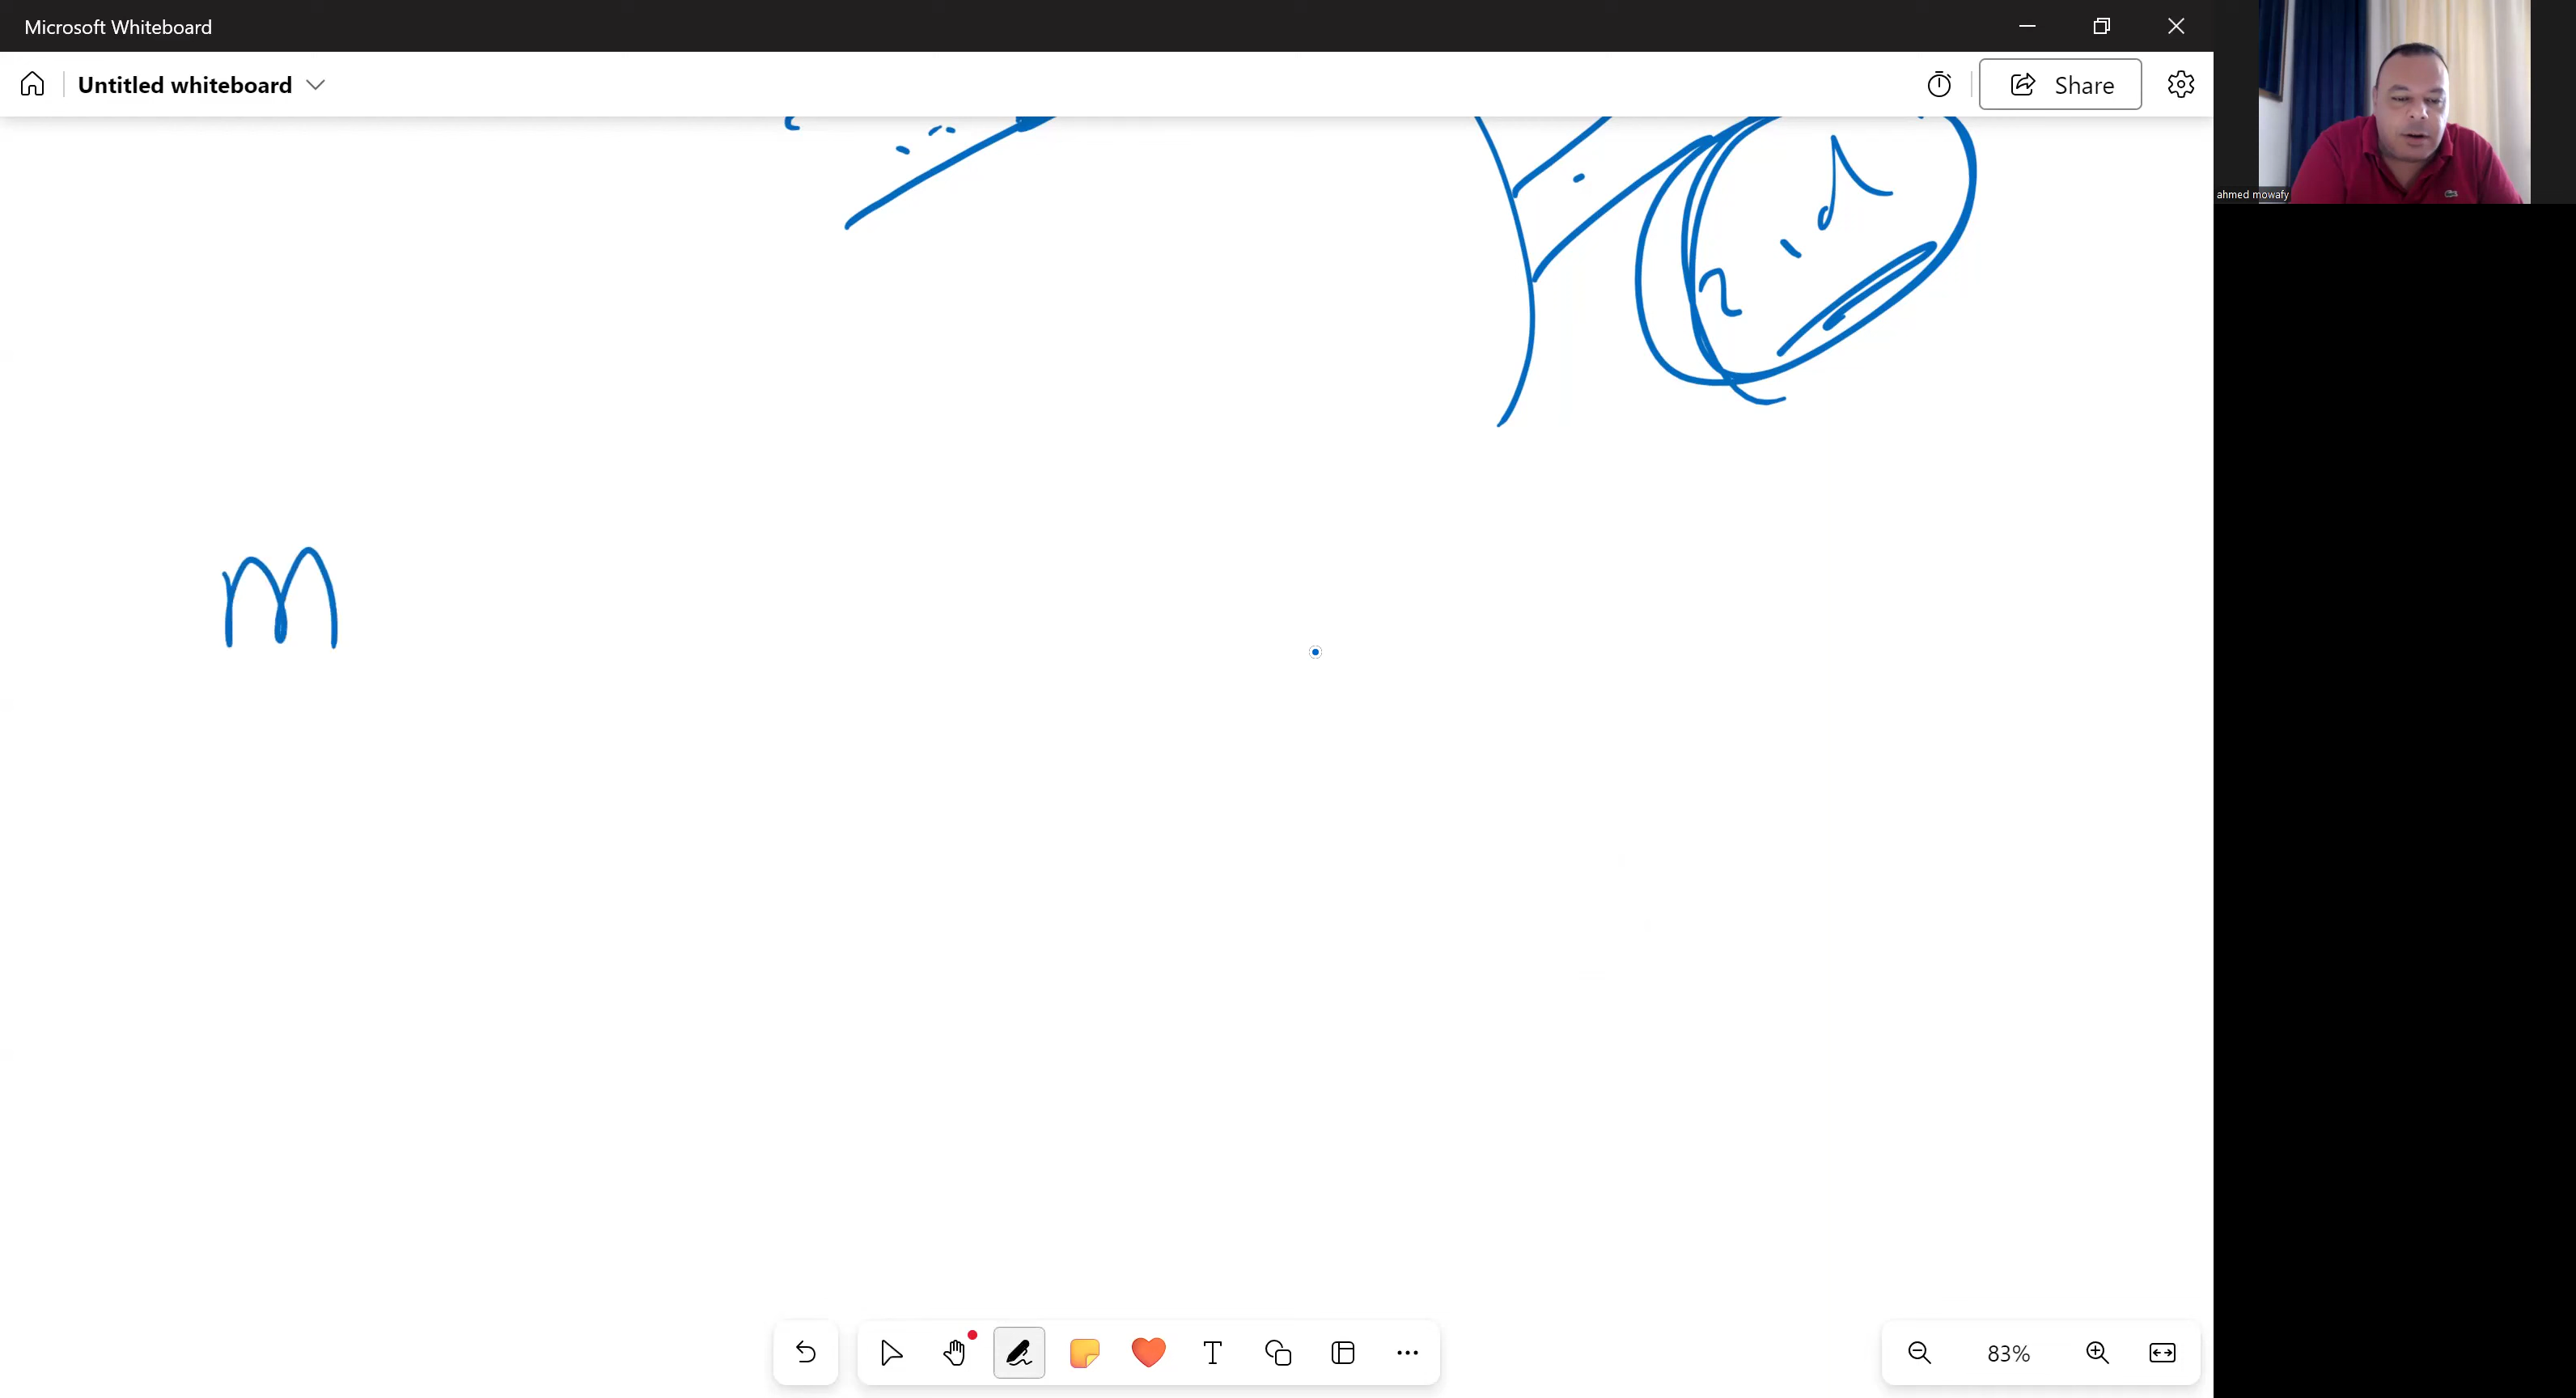 Microsoft Whiteboard
Untitled whiteboard
Share
ahmed mowafy
m
T
83%